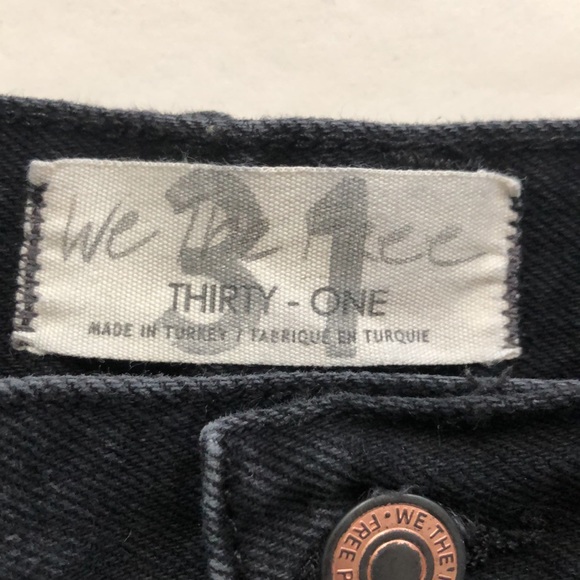 We The Free
31
THIRTY - ONE
MADE IN TURKEY / FABRIQUÉ EN TURQUIE
• WE THE
FREE P